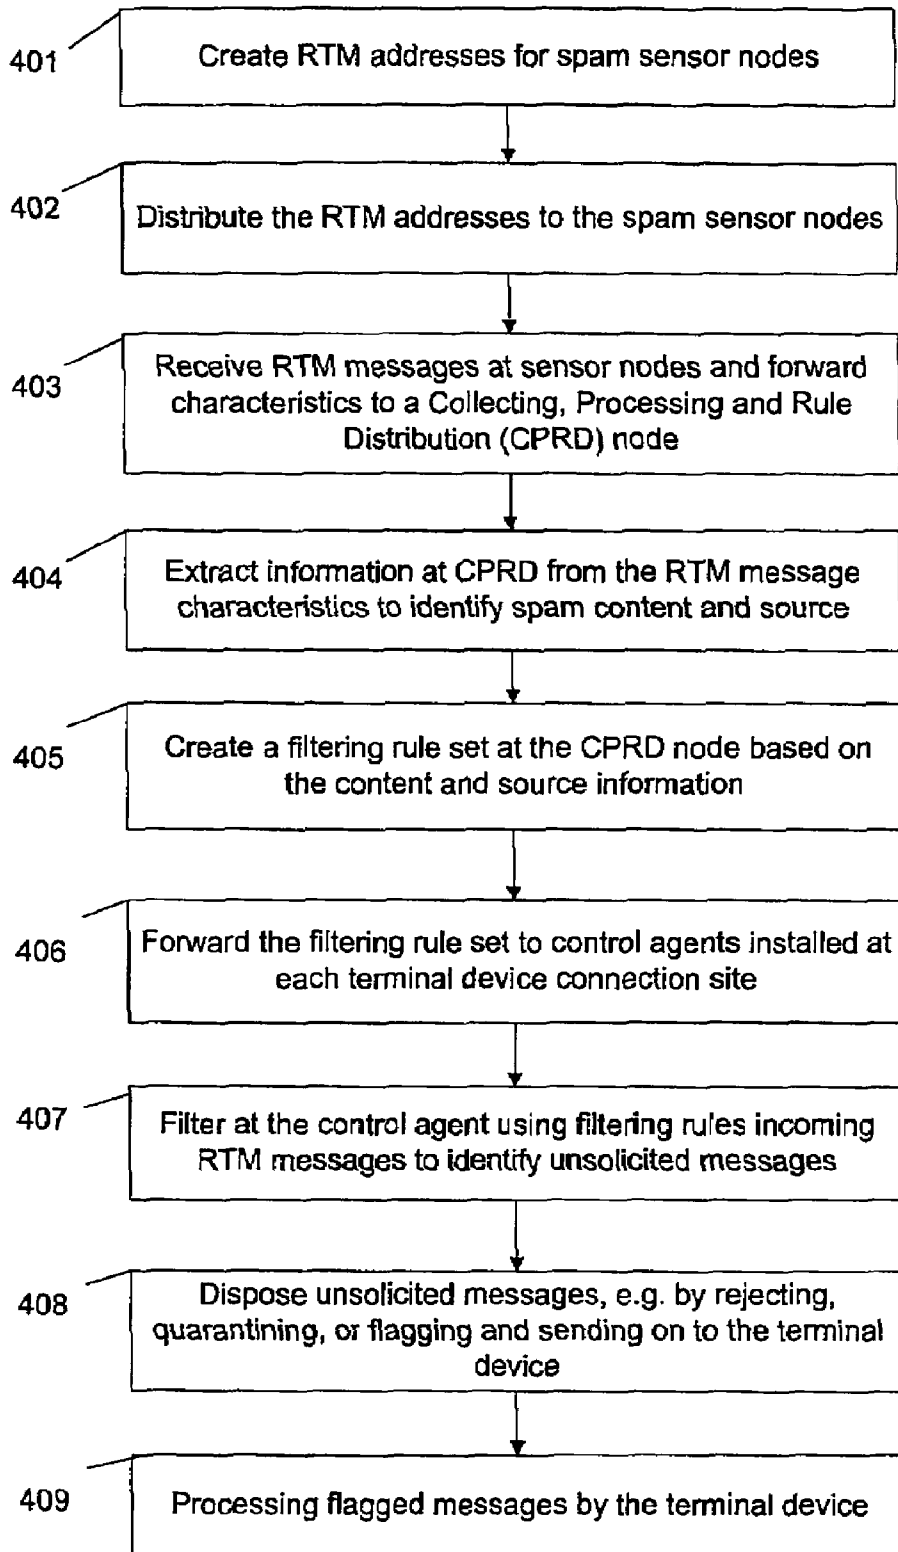 401
Create RTM addresses for spam sensor nodes
402
Distribute the RTM addresses to the spam sensor nodes
403
Receive RTM messages at sensor nodes and forward
characteristics to a Collecting, Processing and Rule
Distribution (CPRD) node
404
Extract information at CPRD from the RTM message
characteristics to identify spam content and source
405
Create a filtering rule set at the CPRD node based on
the content and source information
406
Forward the filtering rule set to control agents installed at
each terminal device connection site
407
Filter at the control agent using filtering rules incoming
RTM messages to identify unsolicited messages
408
Dispose unsolicited messages, e.g. by rejecting,
quarantining, or flagging and sending on to the terminal
device
409
Processing flagged messages by the terminal device